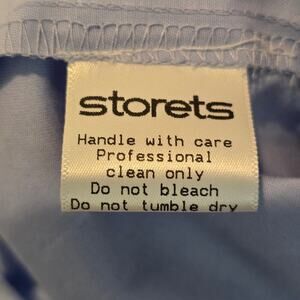 storets
Handle with care
Professional
clean only
Do not bleach
Do not tumble dry